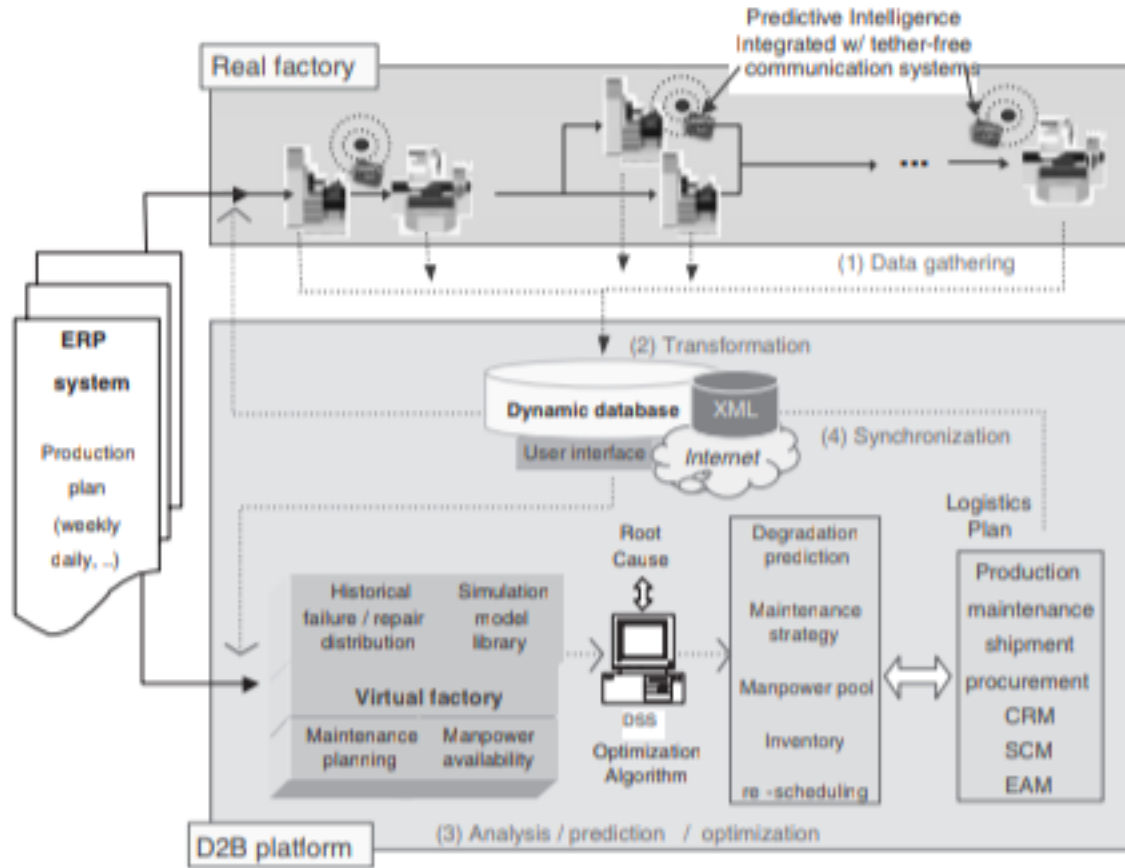 Predictive Intelligence
Integrated w/ tether-free
communication systems
Real factory
...
(1) Data gathering
ERP
system
Production
plan
(weekly
daily, ..)
(2) Transformation
Dynamic database
XML
User interface
Internet
(4) Synchronization
Logistics
Plan
Root
Cause
Degradation
prediction
Maintenance
strategy
Manpower pool
Inventory
re -scheduling
Production
maintenance
shipment
procurement
CRM
SCM
EAM
Historical
failure / repair
distribution
Simulation
model
library
Virtual factory
Maintenance
planning
Manpower
availability
DSS
Optimization
Algorithm
(3) Analysis / prediction / optimization
D2B platform